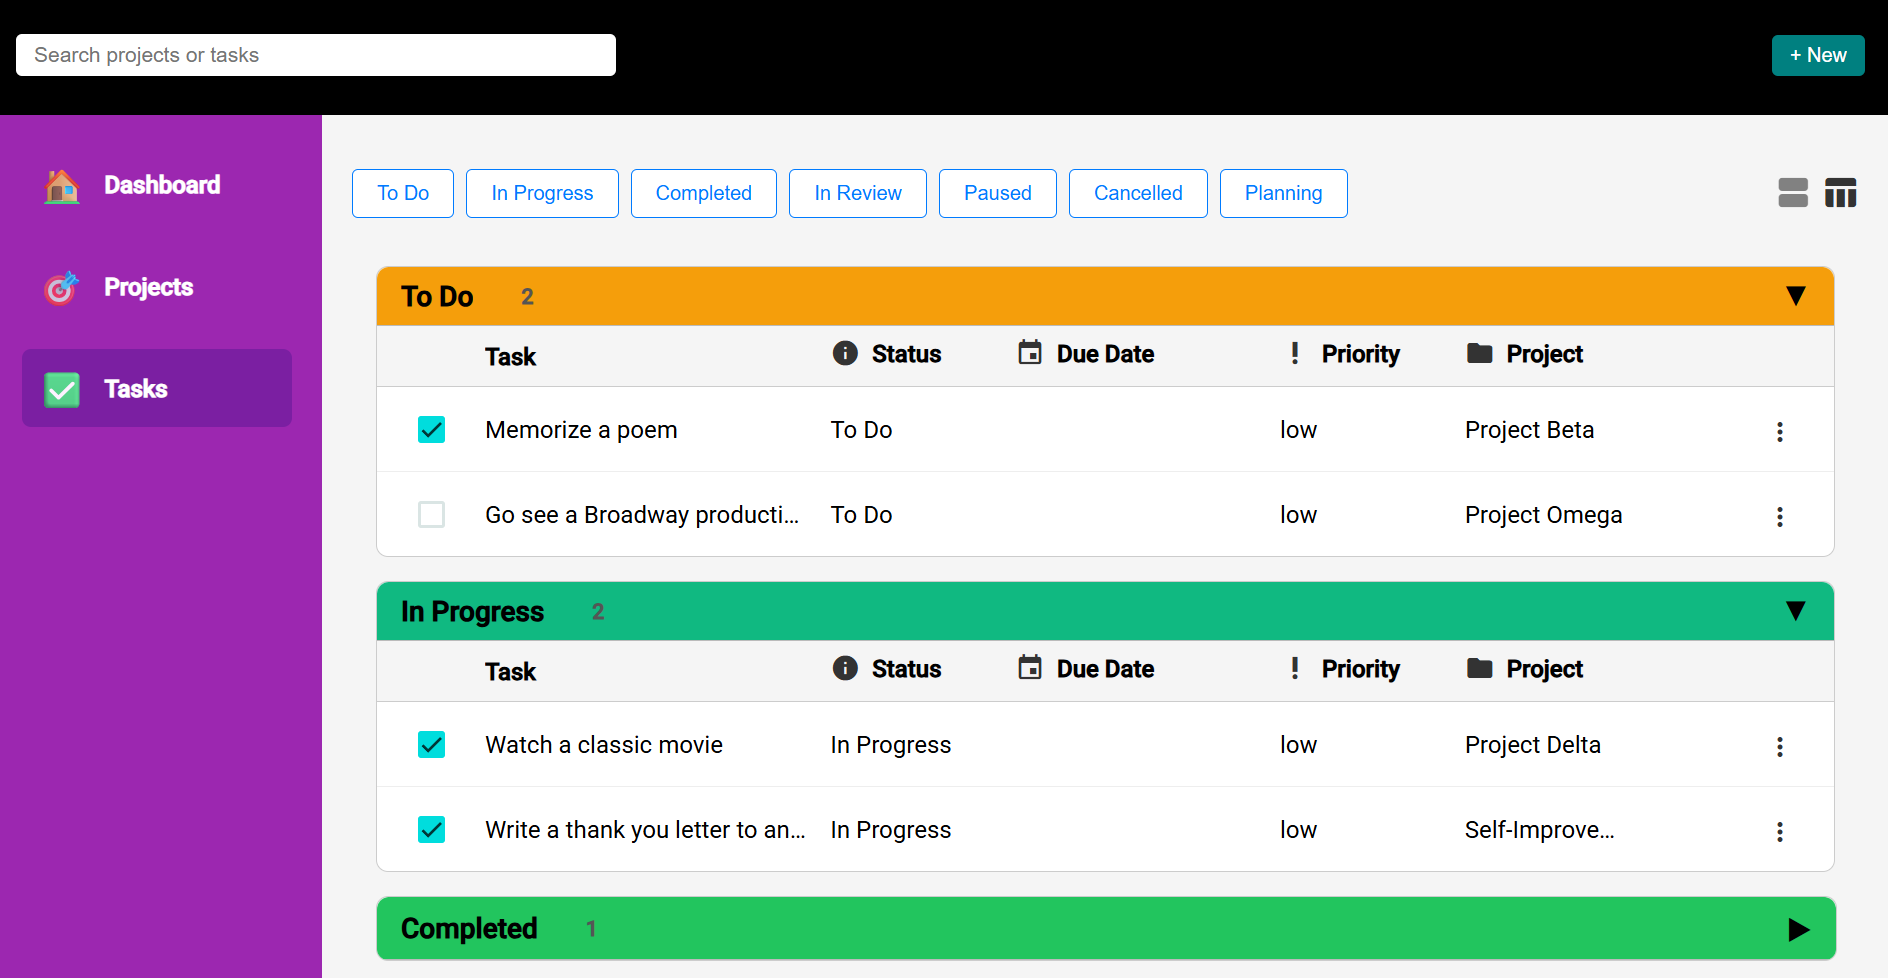 Search projects or tasks
+ New
Dashboard
Projects
Tasks
To Do In Progress Completed In Review Paused Cancelled Planning
To Do 2
Task Status Due Date Priority Project
Memorize a poem To Do low Project Beta
Go see a Broadway producti... To Do low Project Omega
In Progress 2
Task Status Due Date Priority Project
Watch a classic movie In Progress low Project Delta
Write a thank you letter to an... In Progress low Self-Improve...
Completed 1